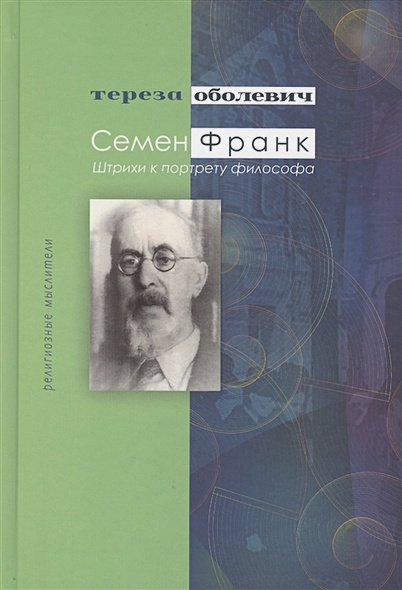 тереза оболевич
Семен Франк
Штрихи к портрету философа
религиозные мыслители